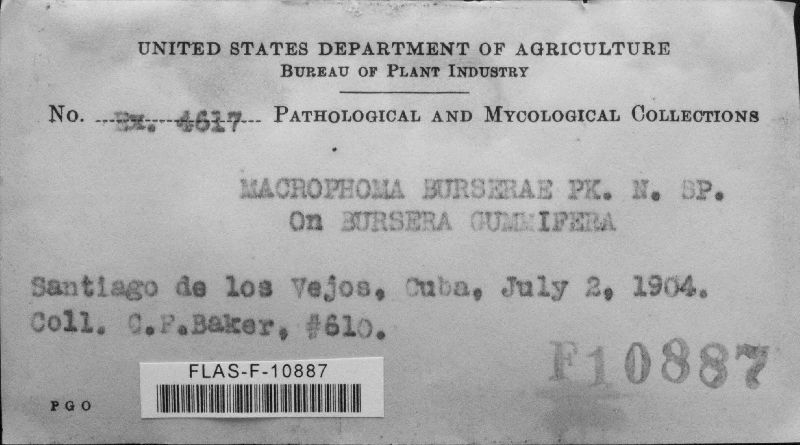 UNITED STATES DEPARTMENT OF AGRICULTURE
BUREAU OF PLANT INDUSTRY
No. Ex. 4617 PATHOLOGICAL AND MYCOLOGICAL COLLECTIONS
MACROPHOMA BURSERAE PK. N. SP.
On BURSERA GUMMIFERA
Santiago de los Vejos, Cuba, July 2, 1904.
Coll. C.F.Baker, #610.
FLAS-F-10887
F10887
PGO